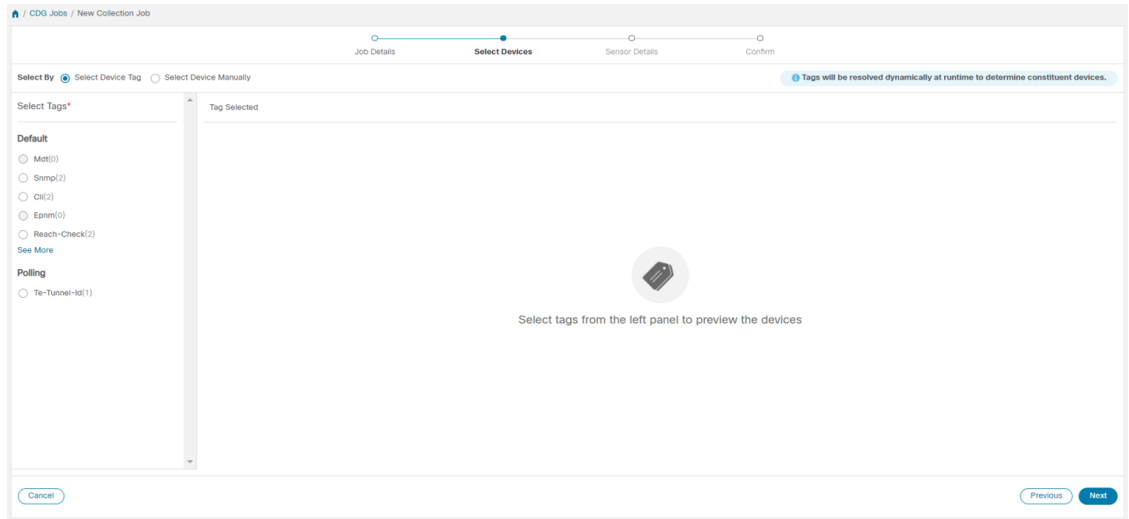 / CDG Jobs / New Collection Job
Job Details
Select Devices
Sensor Details
Confirm
Select By Select Device Tag Select Device Manually
Tags will be resolved dynamically at runtime to determine constituent devices.
Select Tags*
Tag Selected
Default
Mdt(0)
Snmp(2)
Cli(2)
Epnm(0)
Reach-Check(2)
See More
Polling
Te-Tunnel-Id(1)
Select tags from the left panel to preview the devices
Cancel
Previous
Next